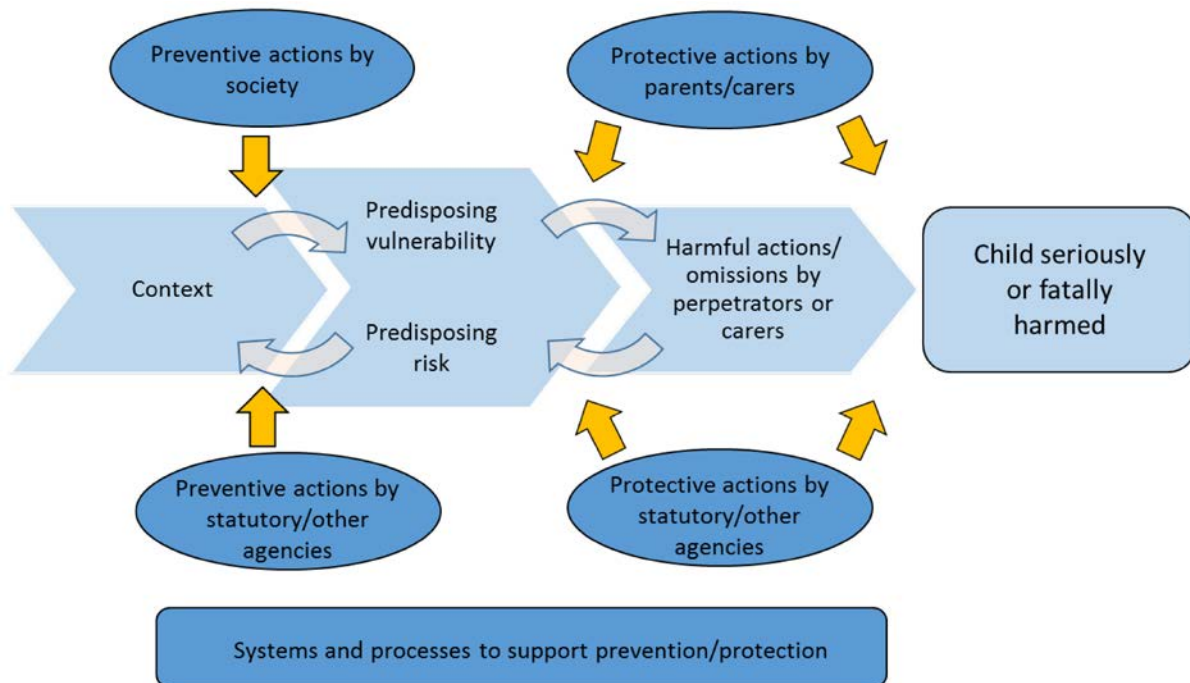 Preventive actions by
society
Protective actions by
parents/carers
Context
Predisposing
vulnerability
Predisposing
risk
Harmful actions/
omissions by
perpetrators or
carers
Child seriously
or fatally
harmed
Preventive actions by
statutory/other
agencies
Protective actions by
statutory/other
agencies
Systems and processes to support prevention/protection